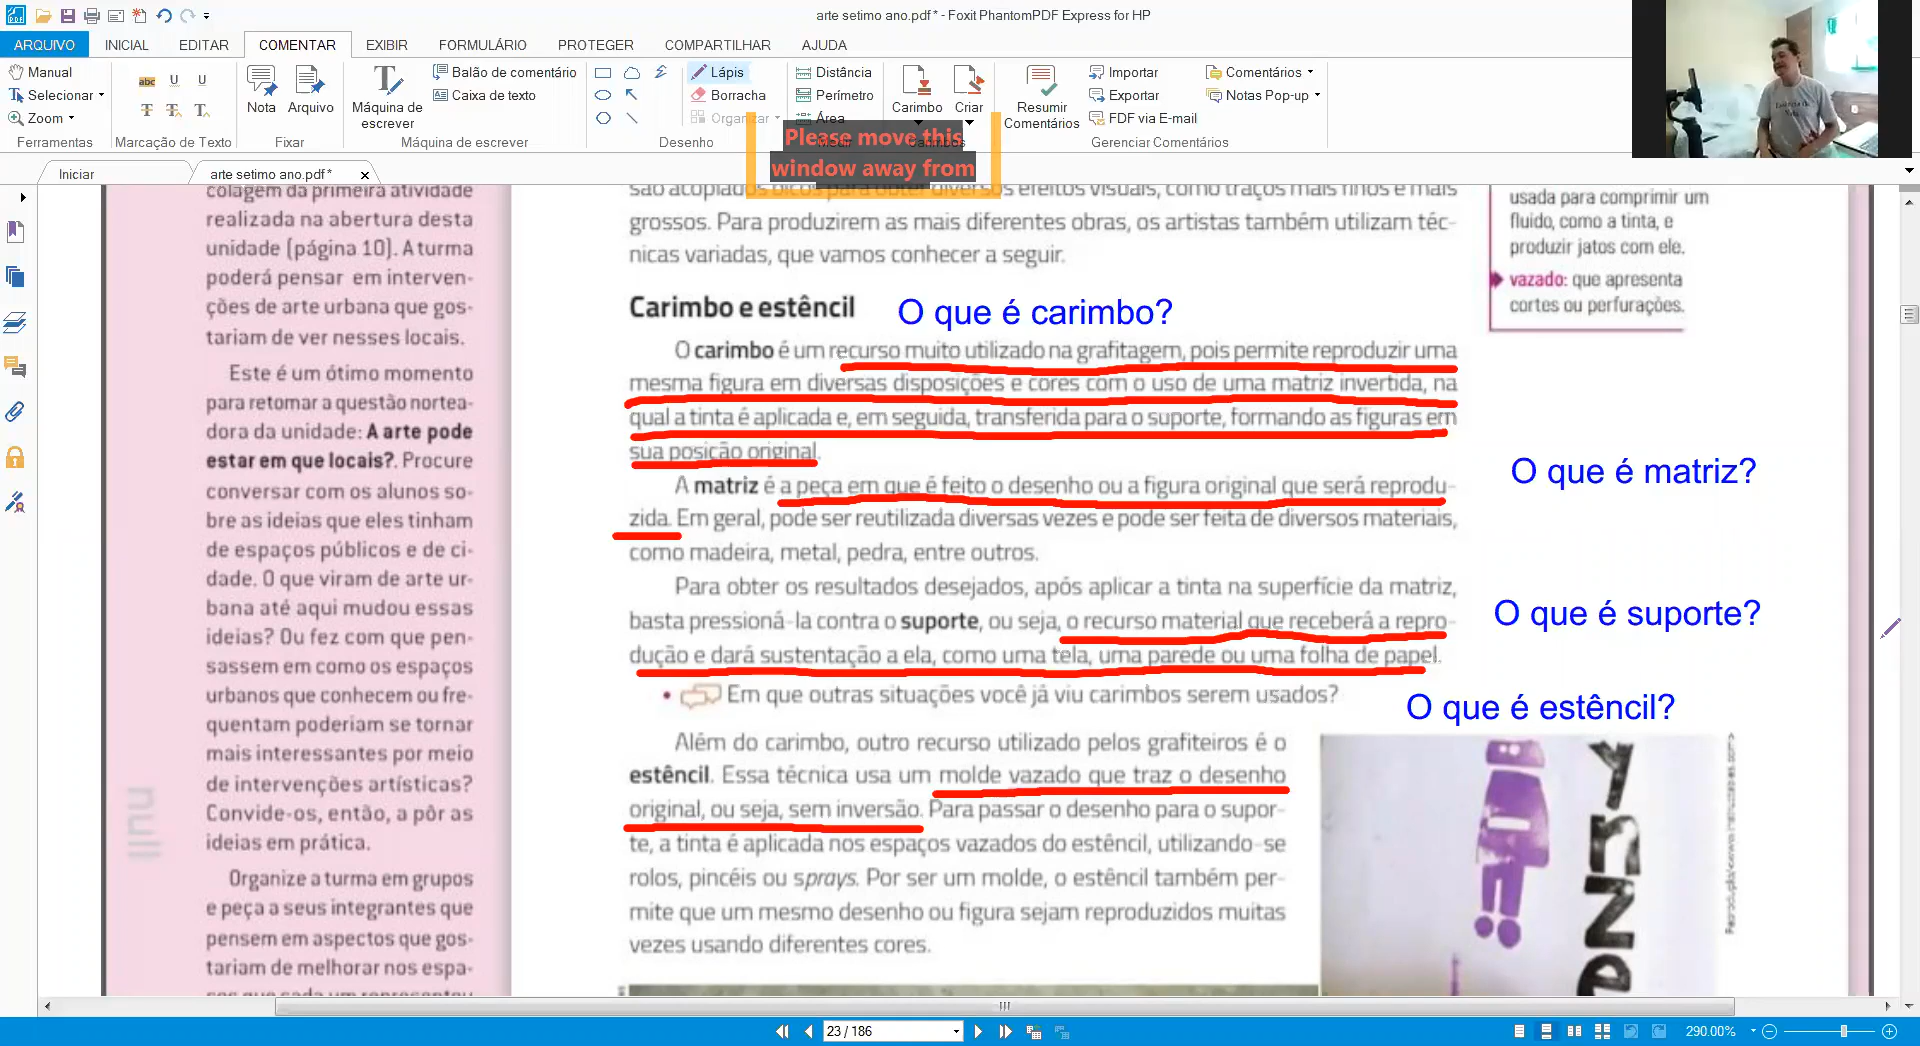 arte setimo ano.pdf* - Foxit PhantomPDF Express for HP
ARQUIVO INICIAL EDITAR COMENTAR EXIBIR FORMULÁRIO PROTEGER COMPARTILHAR AJUDA
Manual
Selecionar
Zoom
Ferramentas
abc U U
T T T
Marcação de Texto
Nota
Arquivo
Fixar
Máquina de
escrever
Balão de comentário
Caixa de texto
Máquina de escrever
Lápis
Borracha
Organizar
Desenho
Distância
Perímetro
Área
Carimbo
Criar
Resumir
Comentários
Importar
Exportar
FDF via E-mail
Comentários
Notas Pop-up
Gerenciar Comentários
Please move this
window away from
Iniciar
arte setimo ano.pdf *
colagem da primeira atividade
realizada na abertura desta
unidade (página 10). A turma
poderá pensar em interven-
ções de arte urbana que gos-
tariam de ver nesses locais.
Este é um ótimo momento
para retomar a questão nortea-
dora da unidade: A arte pode
estar em que locais?. Procure
conversar com os alunos so-
bre as ideias que eles tinham
de espaços públicos e de ci-
dade. O que viram de arte ur-
bana até aqui mudou essas
ideias? Ou fez com que pen-
sassem em como os espaços
urbanos que conhecem ou fre-
quentam poderiam se tornar
mais interessantes por meio
de intervenções artísticas?
Convide-os, então, a pôr as
ideias em prática.
Organize a turma em grupos
e peça a seus integrantes que
pensem em aspectos que gos-
tariam de melhorar nos espa-
null
são acoplados bicos para obter diversos efeitos visuais, como traços mais finos e mais
grossos. Para produzirem as mais diferentes obras, os artistas também utilizam téc-
nicas variadas, que vamos conhecer a seguir.
Carimbo e estêncil
O que é carimbo?
O carimbo é um recurso muito utilizado na grafitagem, pois permite reproduzir uma
mesma figura em diversas disposições e cores com o uso de uma matriz invertida, na
qual a tinta é aplicada e, em seguida, transferida para o suporte, formando as figuras em
sua posição original.
A matriz é a peça em que é feito o desenho ou a figura original que será reprodu-
zida. Em geral, pode ser reutilizada diversas vezes e pode ser feita de diversos materiais,
como madeira, metal, pedra, entre outros.
Para obter os resultados desejados, após aplicar a tinta na superfície da matriz,
basta pressioná-la contra o suporte, ou seja, o recurso material que receberá a repro-
dução e dará sustentação a ela, como uma tela, uma parede ou uma folha de papel.
• Em que outras situações você já viu carimbos serem usados?
Além do carimbo, outro recurso utilizado pelos grafiteiros é o
estêncil. Essa técnica usa um molde vazado que traz o desenho
original, ou seja, sem inversão. Para passar o desenho para o supor-
te, a tinta é aplicada nos espaços vazados do estêncil, utilizando-se
rolos, pincéis ou sprays. Por ser um molde, o estêncil também per-
mite que um mesmo desenho ou figura sejam reproduzidos muitas
vezes usando diferentes cores.
usada para comprimir um
fluido, como a tinta, e
produzir jatos com ele.
vazado: que apresenta
cortes ou perfurações.
O que é matriz?
O que é suporte?
O que é estêncil?
23 / 186
290.00%